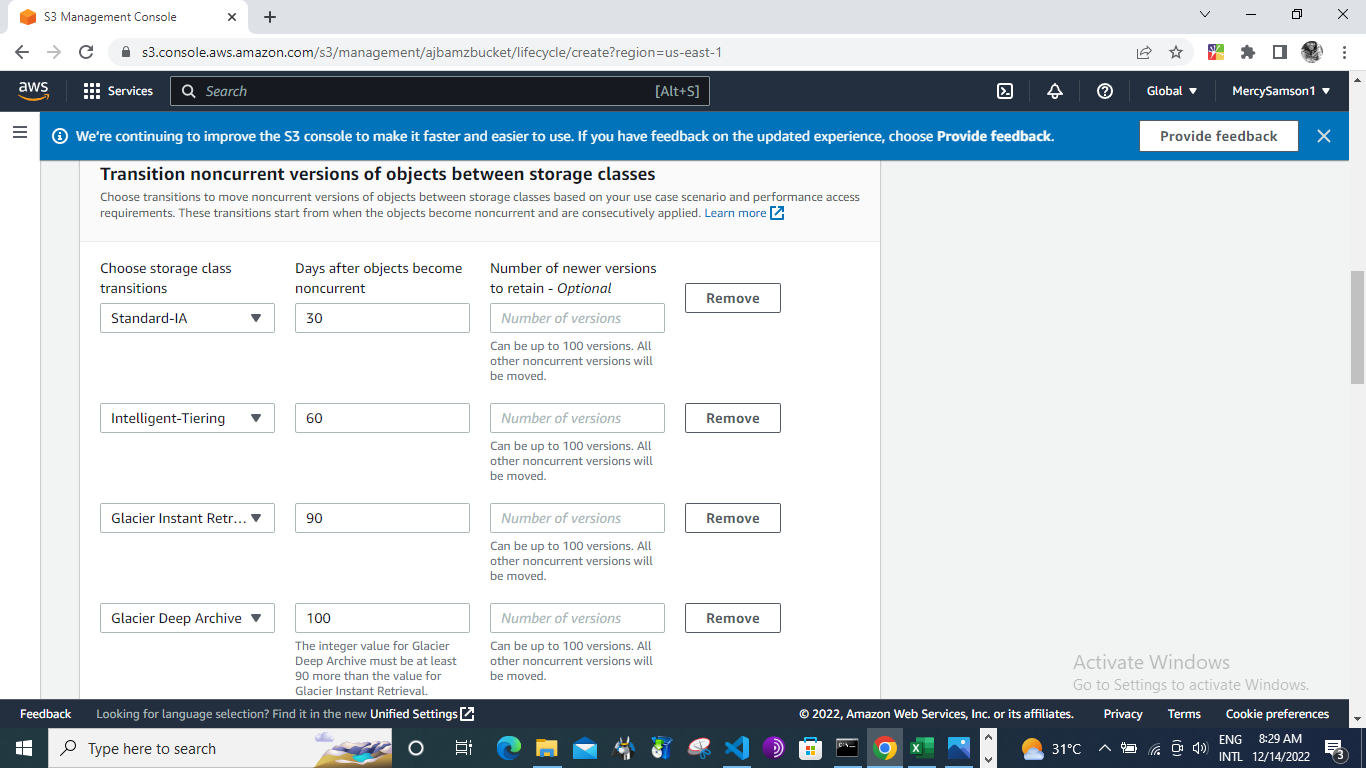 S3 Management Console
s3.console.aws.amazon.com/s3/management/ajbamzbucket/lifecycle/create?region=us-east-1
aws
Services
Search
[Alt+S]
Global
MercySamson1
We're continuing to improve the S3 console to make it faster and easier to use. If you have feedback on the updated experience, choose Provide feedback.
Provide feedback
Transition noncurrent versions of objects between storage classes
Choose transitions to move noncurrent versions of objects between storage classes based on your use case scenario and performance access
requirements. These transitions start from when the objects become noncurrent and are consecutively applied. Learn more
Choose storage class
transitions
Days after objects become
noncurrent
Number of newer versions
to retain - Optional
Remove
Standard-IA
30
Number of versions
Can be up to 100 versions. All
other noncurrent versions will
be moved.
Intelligent-Tiering
60
Number of versions
Remove
Can be up to 100 versions. All
other noncurrent versions will
be moved.
Glacier Instant Retr...
90
Number of versions
Remove
Can be up to 100 versions. All
other noncurrent versions will
be moved.
Glacier Deep Archive
100
Number of versions
Remove
The integer value for Glacier
Deep Archive must be at least
90 more than the value for
Glacier Instant Retrieval.
Can be up to 100 versions. All
other noncurrent versions will
be moved.
Activate Windows
Go to Settings to activate Windows.
Feedback
Looking for language selection? Find it in the new Unified Settings
© 2022, Amazon Web Services, Inc. or its affiliates.
Privacy
Terms
Cookie preferences
Type here to search
31°C
ENG
INTL
8:29 AM
12/14/2022
3